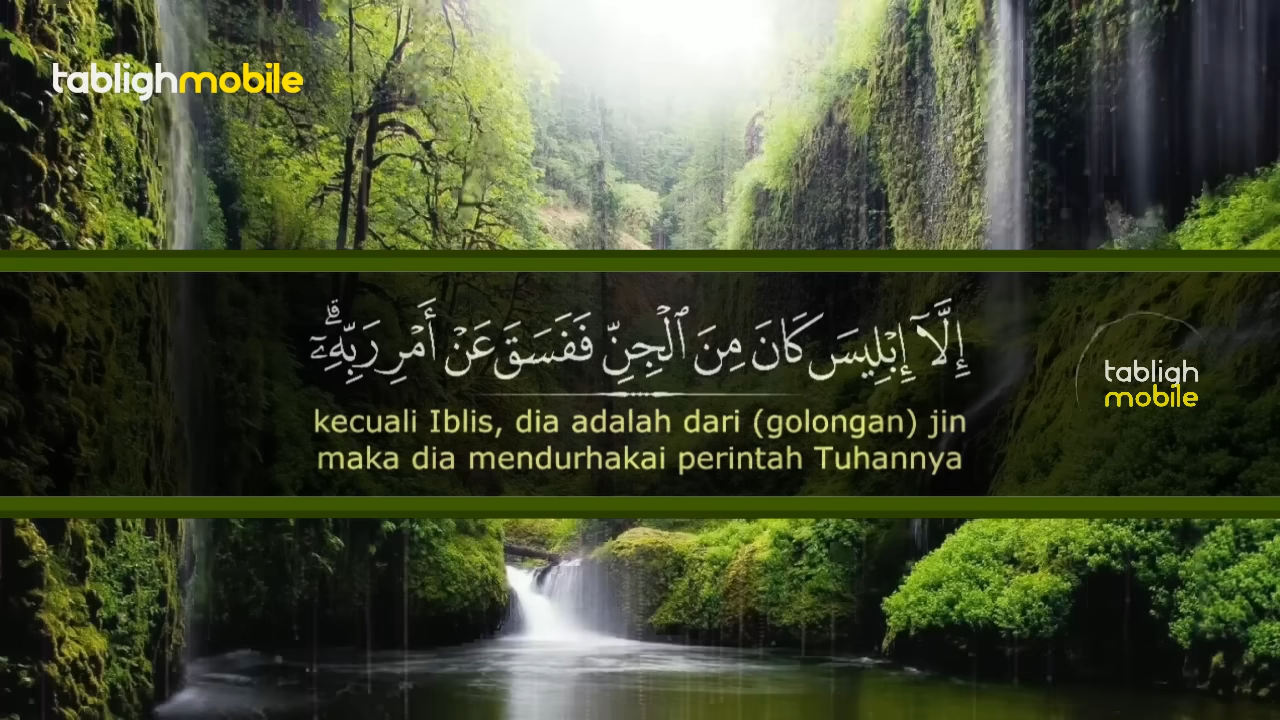 tablighmobile
إِلَّآ إِبْلِيسَ كَانَ مِنَ ٱلْجِنِّ فَفَسَقَ عَنْ أَمْرِ رَبِّهِۦٓ ۗ
kecuali Iblis, dia adalah dari (golongan) jin
maka dia mendurhakai perintah Tuhannya
tabligh
mobile